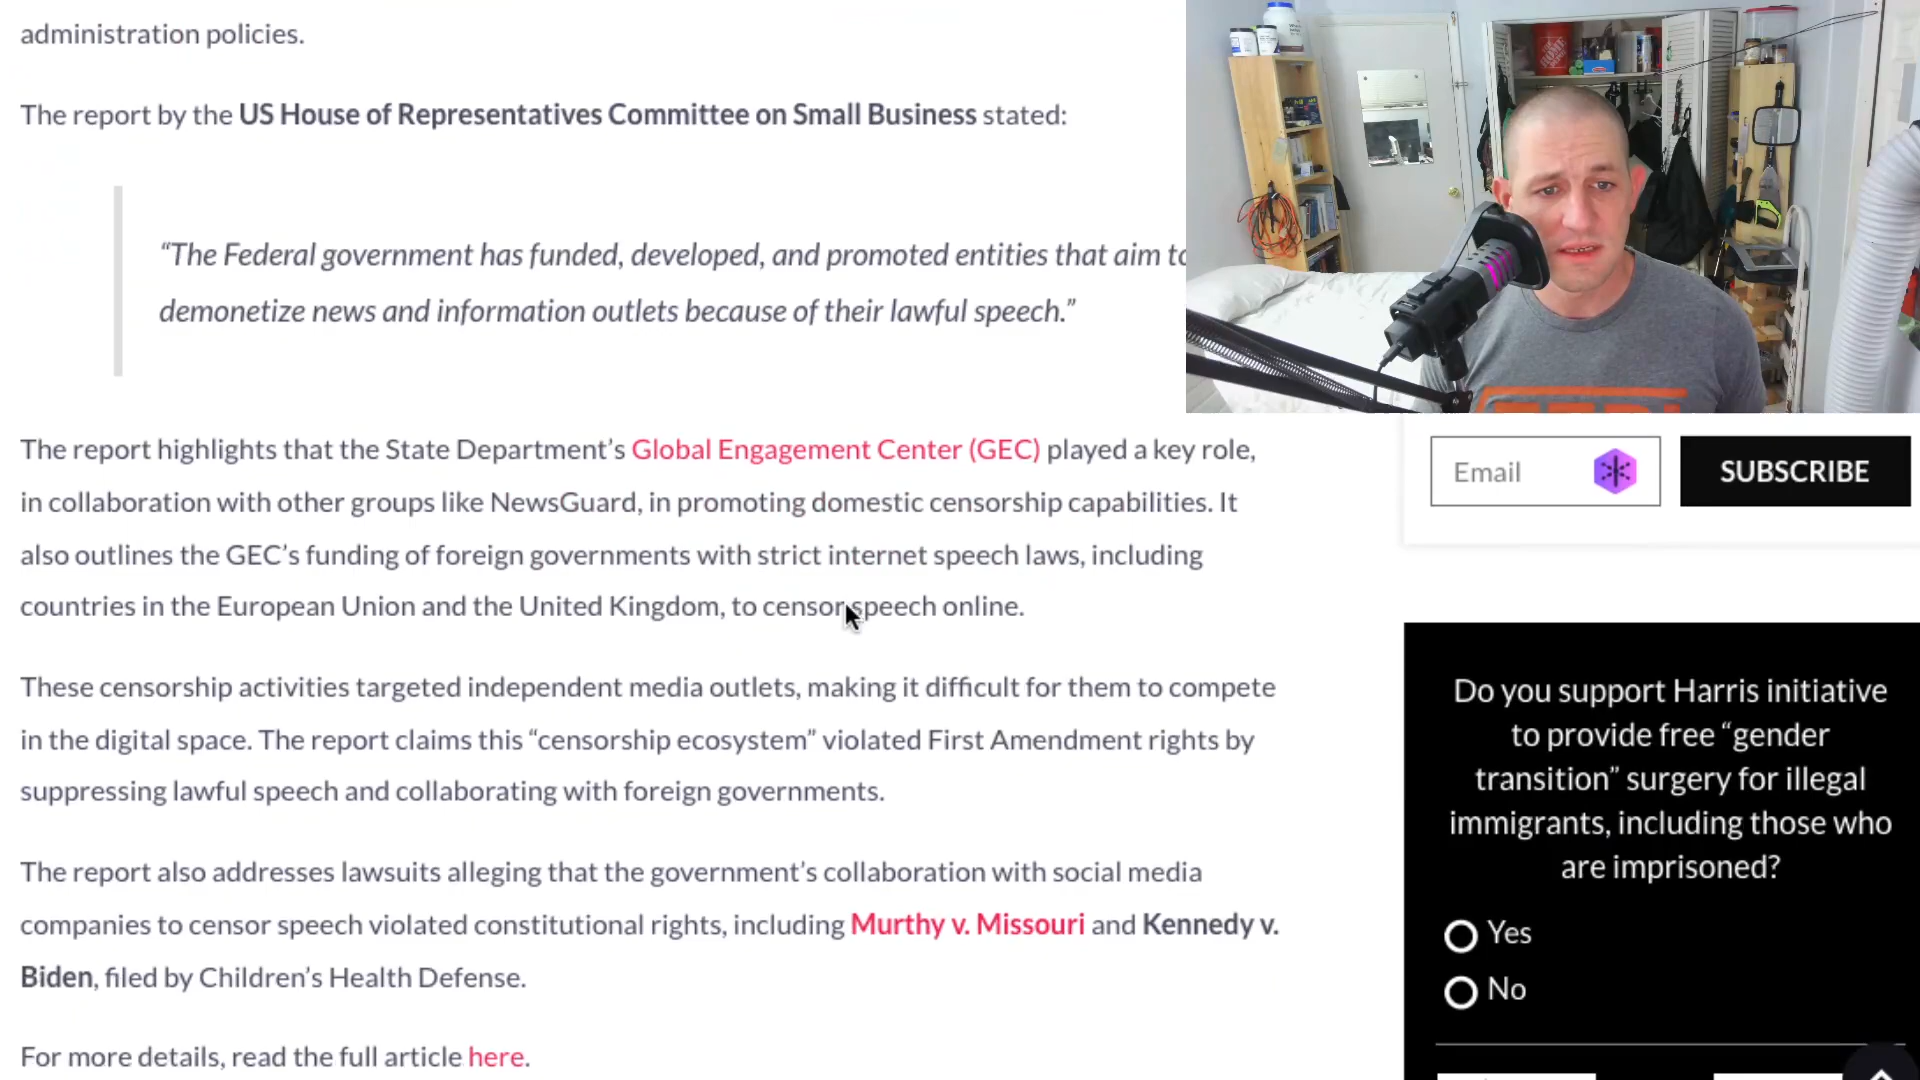 administration policies.
The report by the US House of Representatives Committee on Small Business stated:
“The Federal government has funded, developed, and promoted entities that aim to
demonetize news and information outlets because of their lawful speech.”
The report highlights that the State Department’s Global Engagement Center (GEC) played a key role,
in collaboration with other groups like NewsGuard, in promoting domestic censorship capabilities. It
also outlines the GEC’s funding of foreign governments with strict internet speech laws, including
countries in the European Union and the United Kingdom, to censor speech online.
These censorship activities targeted independent media outlets, making it difficult for them to compete
in the digital space. The report claims this “censorship ecosystem” violated First Amendment rights by
suppressing lawful speech and collaborating with foreign governments.
The report also addresses lawsuits alleging that the government’s collaboration with social media
companies to censor speech violated constitutional rights, including Murthy v. Missouri and Kennedy v.
Biden, filed by Children’s Health Defense.
For more details, read the full article here.
Email
SUBSCRIBE
Do you support Harris initiative
to provide free “gender
transition” surgery for illegal
immigrants, including those who
are imprisoned?
Yes
No